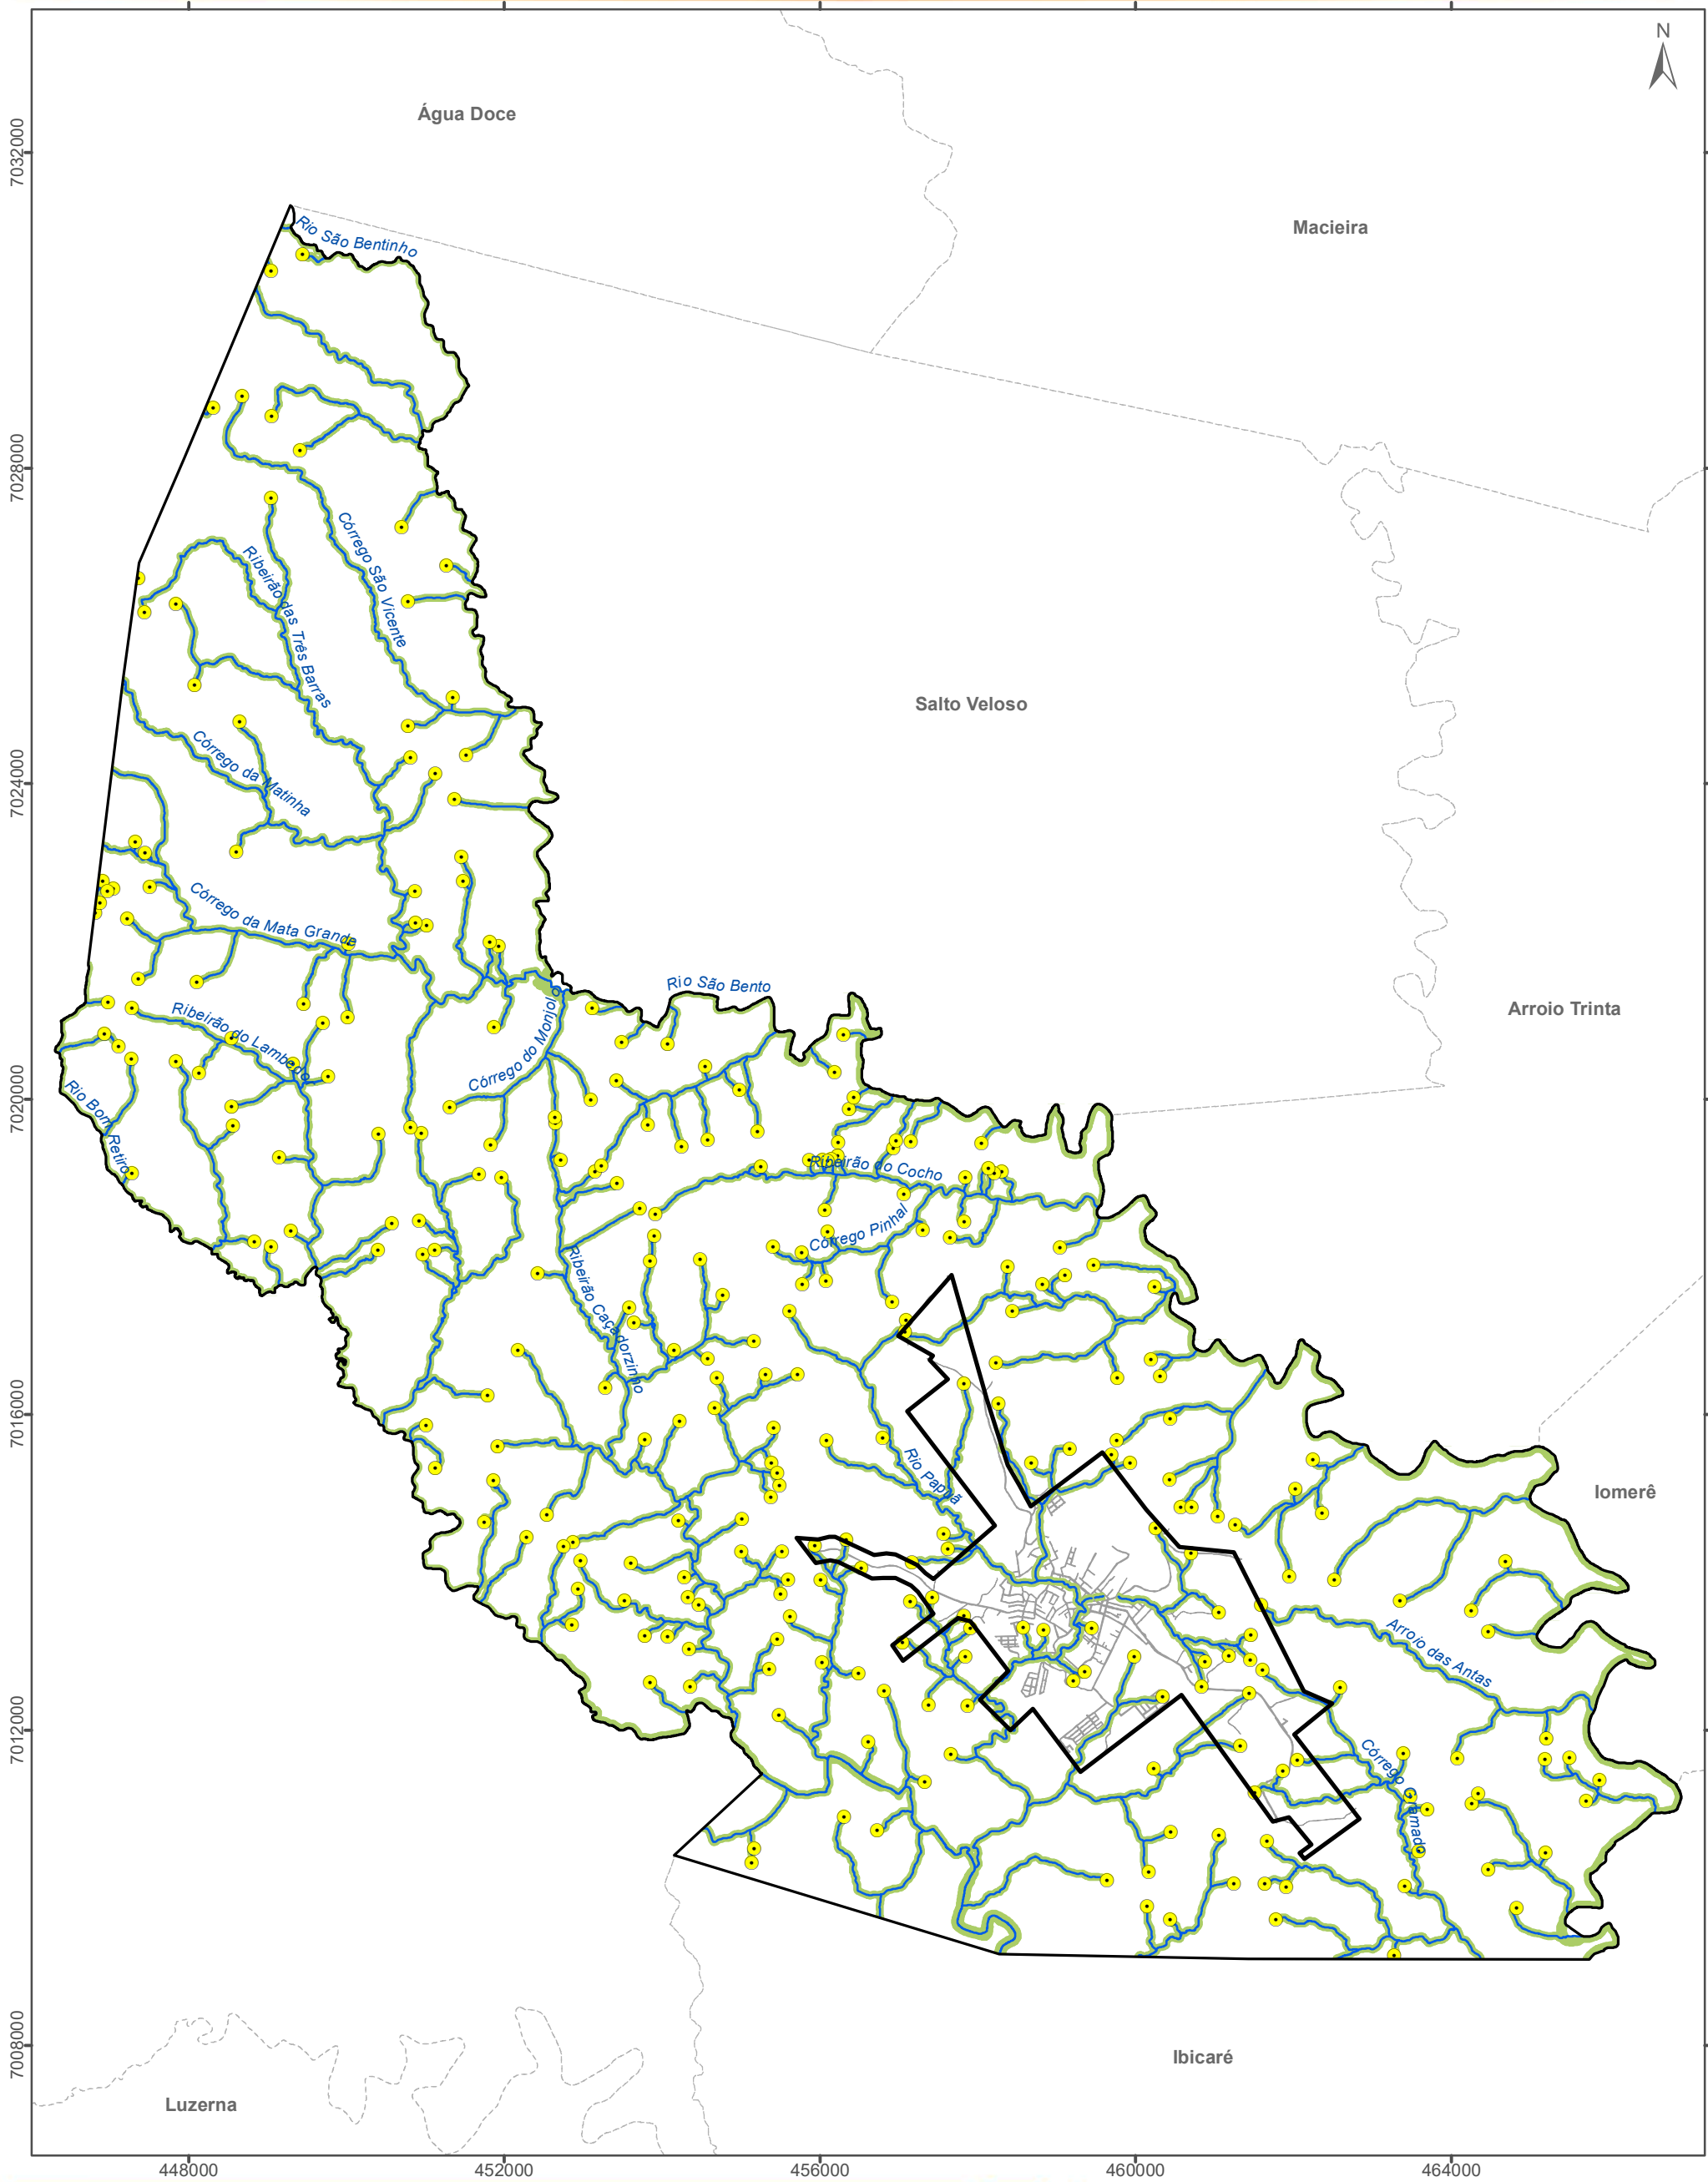 N
Água Doce
7032000
Macieira
Rio São Bentinho
7028000
Córrego São Vicente
Ribeirão das Três Barras
Salto Veloso
Córrego da Matinha
7024000
Córrego da Mata Grande
Rio São Bento
Arroio Trinta
Ribeirão do Lambedo
Córrego do Monjolo
7020000
Rio Bom Retiro
Ribeirão do Cocho
Córrego Pinhal
Ribeirão Caçadorzinho
7016000
Rio Papuã
Iomerê
Arroio das Antas
7012000
Córrego Gramado
7008000
Ibicaré
Luzerna
448000
452000
456000
460000
464000